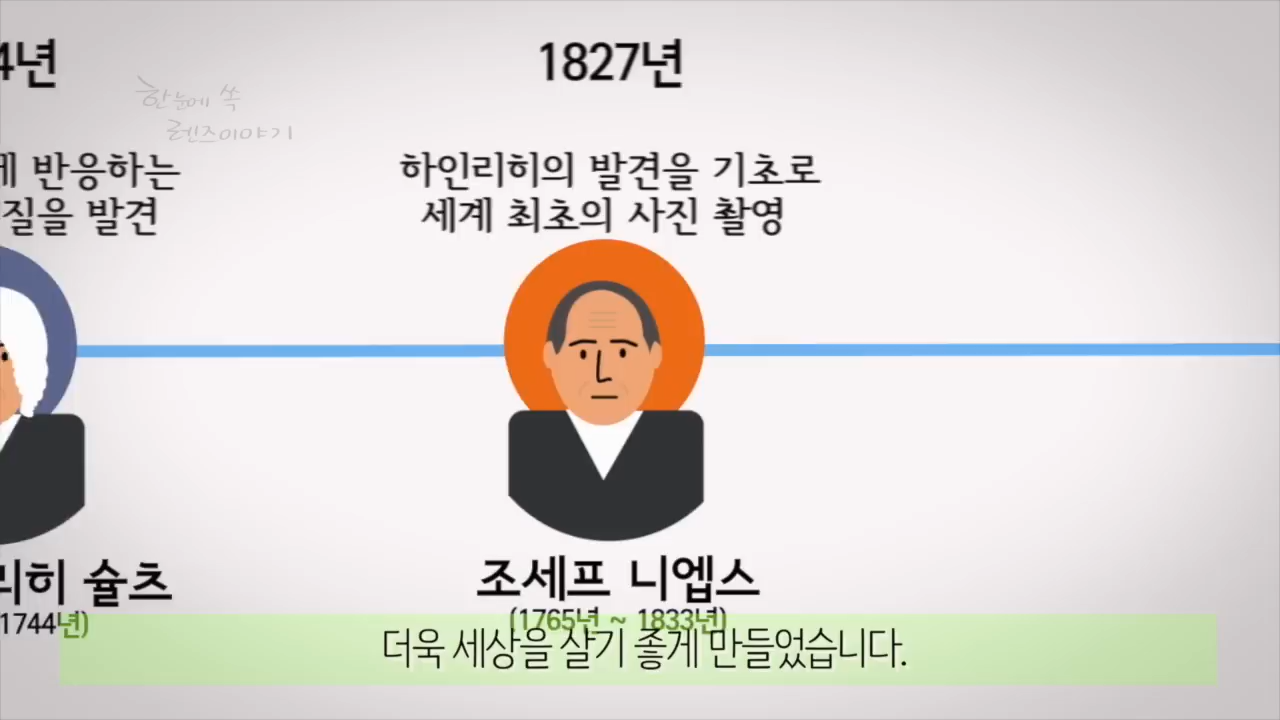 4년
1827년
한눈에 쏙
렌즈이야기
에 반응하는
질을 발견
하인리히의 발견을 기초로
세계 최초의 사진 촬영
리히 슐츠
1744년)
조세프 니엡스
(1765년 ~ 1833년)
더욱 세상을 살기 좋게 만들었습니다.